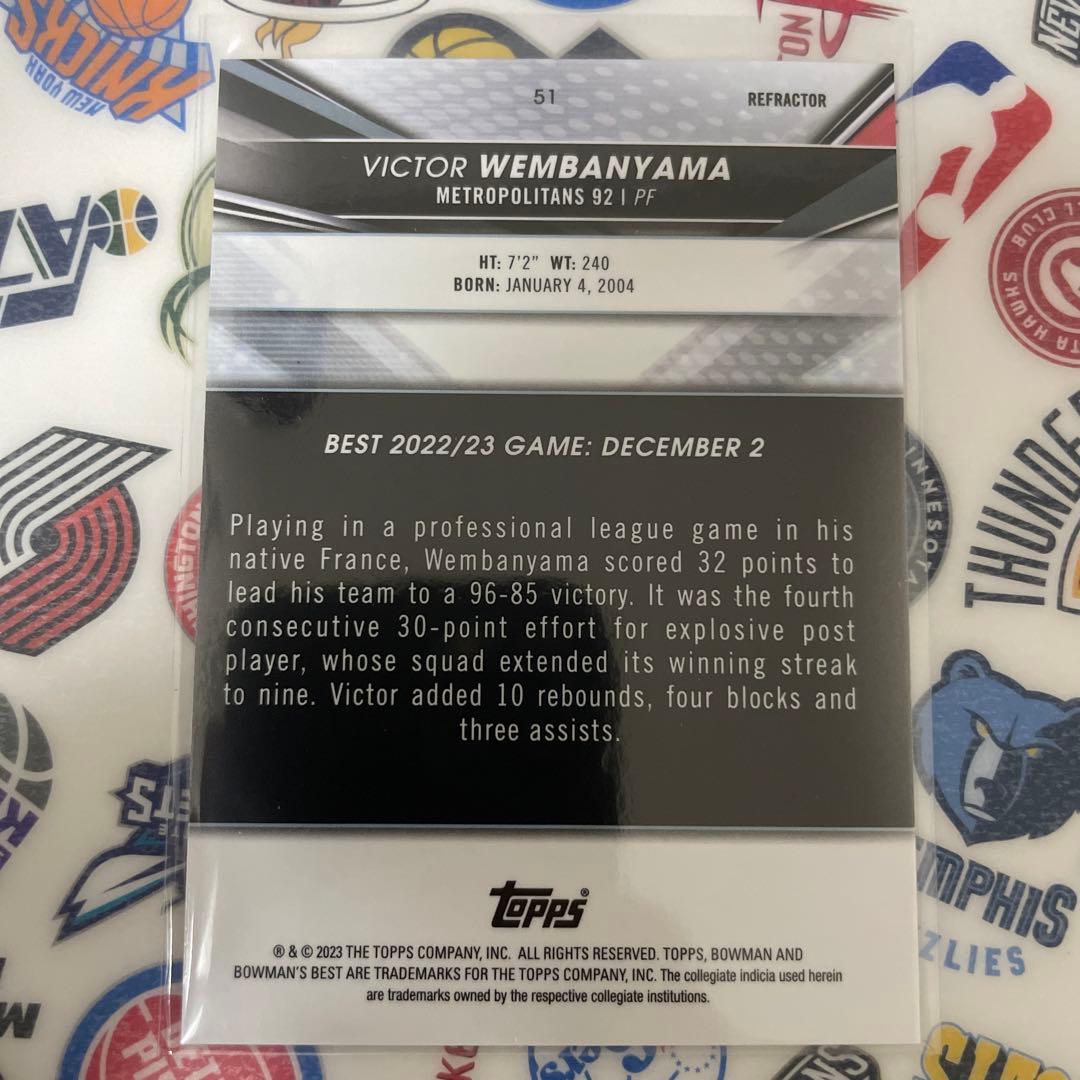 KNICKS
NEW YORK
51
REFRACTOR
VICTOR WEMBANYAMA
METROPOLITANS 92 | PF
HT: 7'2" WT: 240
BORN: JANUARY 4, 2004
BEST 2022/23 GAME: DECEMBER 2
Playing in a professional league game in his
native France, Wembanyama scored 32 points to
lead his team to a 96-85 victory. It was the fourth
consecutive 30-point effort for explosive post
player, whose squad extended its winning streak
to nine. Victor added 10 rebounds, four blocks and
three assists.
TOPPS®
® & © 2023 THE TOPPS COMPANY, INC. ALL RIGHTS RESERVED. TOPPS, BOWMAN AND
BOWMAN'S BEST ARE TRADEMARKS FOR THE TOPPS COMPANY, INC. The collegiate indicia used herein
are trademarks owned by the respective collegiate institutions.